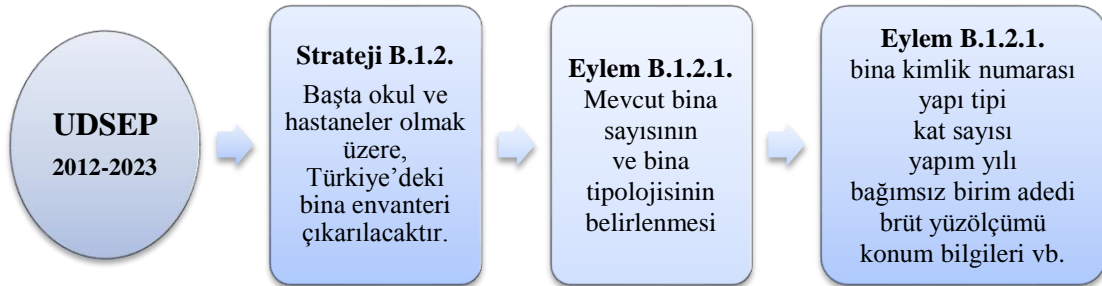 UDSEP
2012-2023
Strateji B.1.2.
Başta okul ve
hastaneler olmak
üzere,
Türkiye’deki
bina envanteri
çıkarılacaktır.
Eylem B.1.2.1.
Mevcut bina
sayısının
ve bina
tipolojisinin
belirlenmesi
Eylem B.1.2.1.
bina kimlik numarası
yapı tipi
kat sayısı
yapım yılı
bağımsız birim adedi
brüt yüzölçümü
konum bilgileri vb.